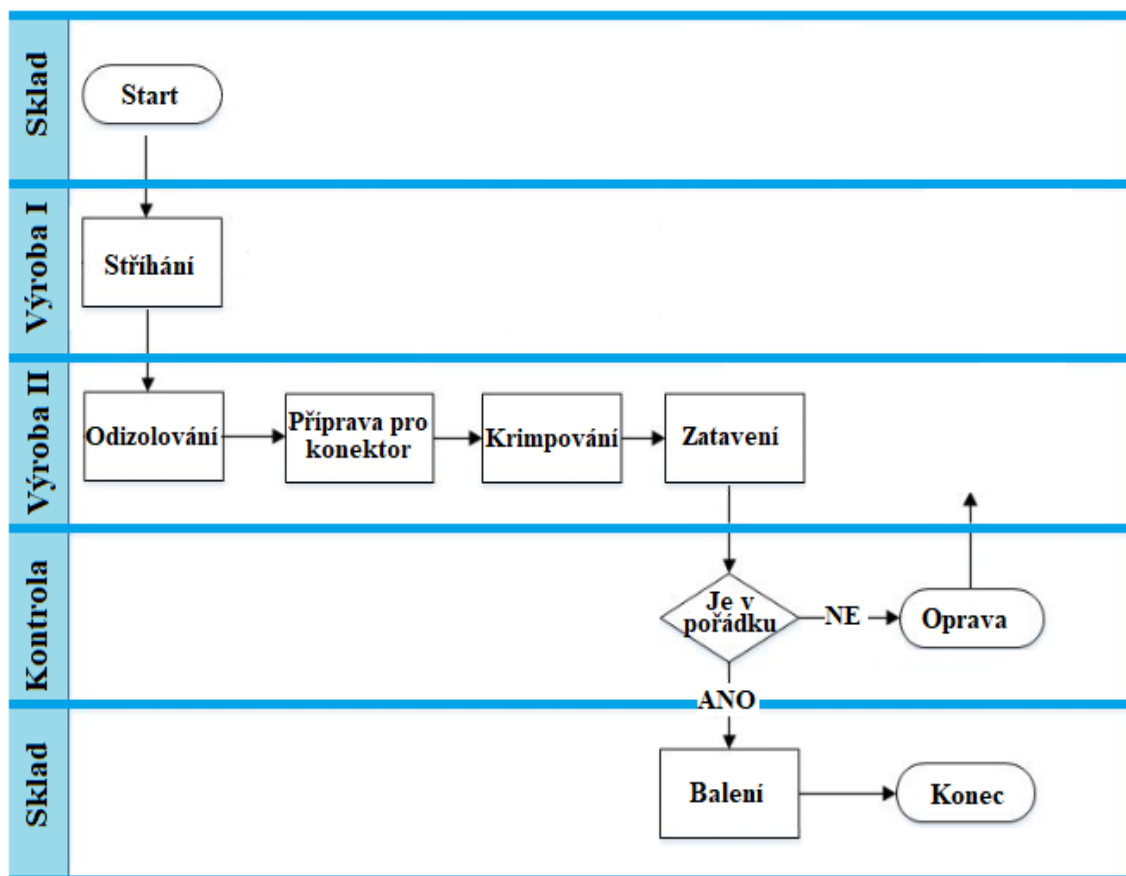 Sklad
Start
Výroba I
Stříhání
Výroba II
Odizolování
Příprava pro
konektor
Krimpování
Zatavení
Kontrola
Je v
pořádku
NE
Oprava
ANO
Sklad
Balení
Konec